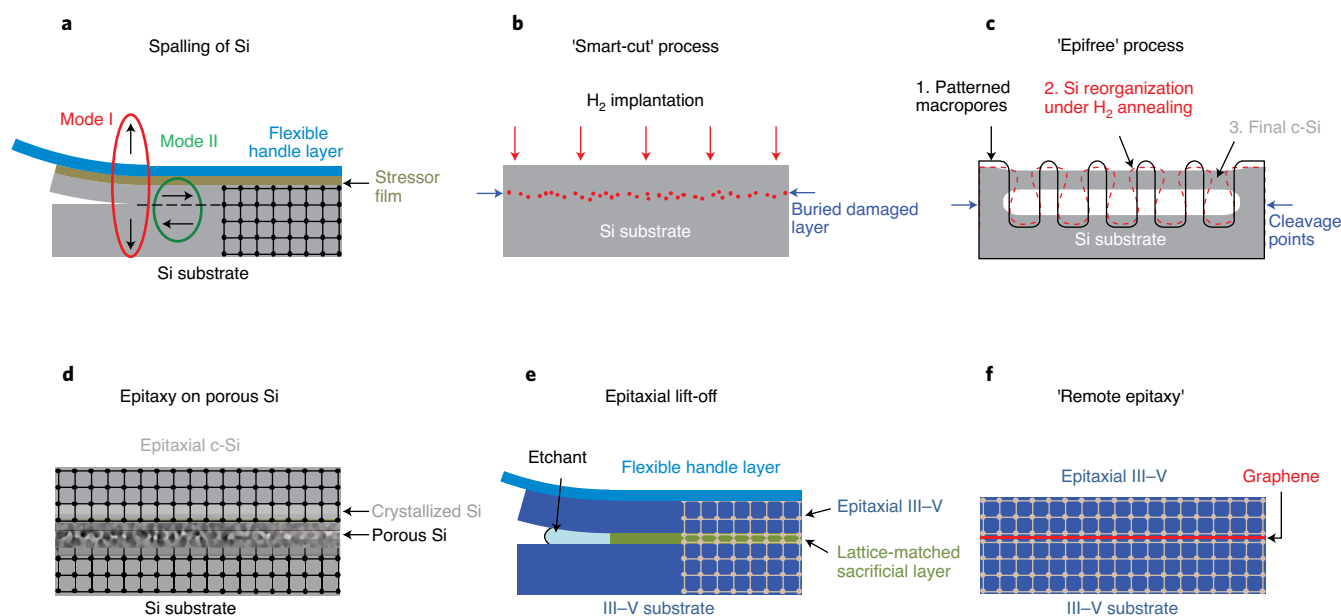 a
Spalling of Si
Mode I
Mode II
Flexible
handle layer
Stressor
film
Si substrate
b
'Smart-cut' process
H2 implantation
Buried damaged
layer
Si substrate
c
'Epifree' process
1. Patterned
macropores
2. Si reorganization
under H2 annealing
3. Final c-Si
Si substrate
Cleavage
points
d
Epitaxy on porous Si
Epitaxial c-Si
Crystallized Si
Porous Si
Si substrate
e
Epitaxial lift-off
Etchant
Flexible handle layer
Epitaxial III–V
Lattice-matched
sacrificial layer
III–V substrate
f
'Remote epitaxy'
Epitaxial III–V
Graphene
III–V substrate